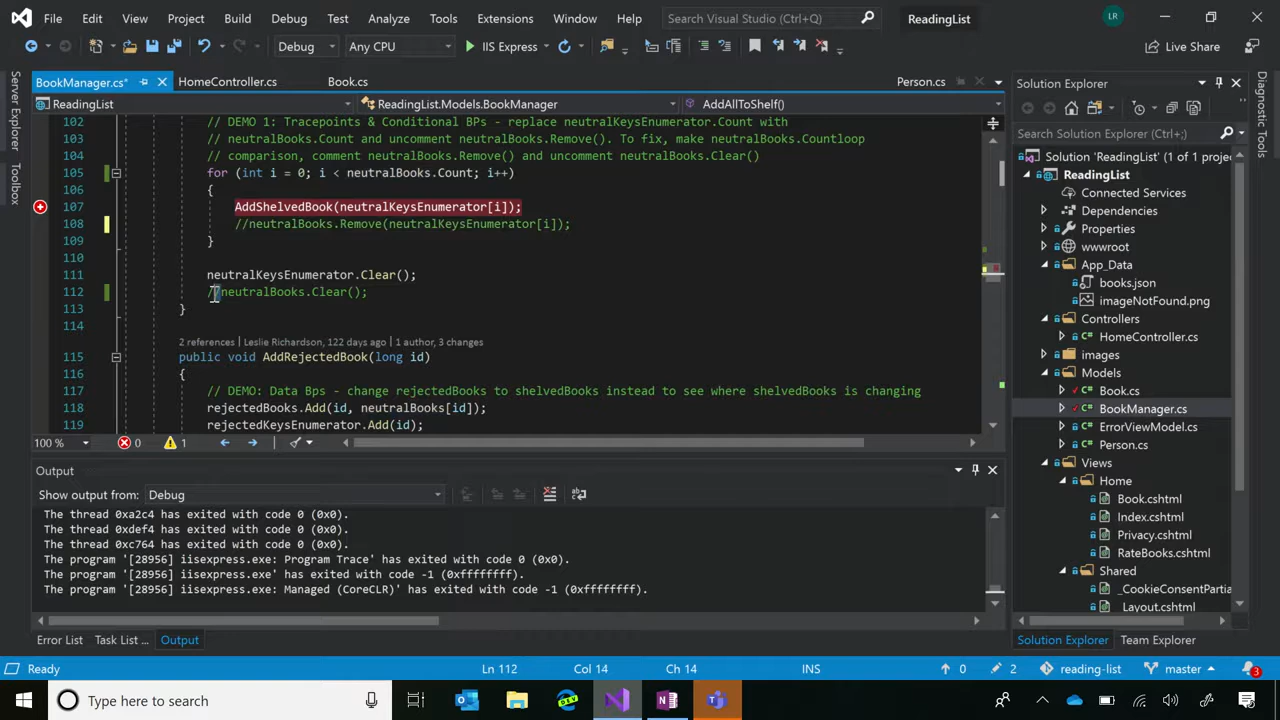 File Edit View Project Build Debug Test Analyze Tools Extensions Window Help Search Visual Studio (Ctrl+Q) ReadingList LR
Debug Any CPU IIS Express Live Share
BookManager.cs* HomeController.cs Book.cs Person.cs
ReadingList ReadingList.Models.BookManager AddAllToShelf()
102 // DEMO 1: Tracepoints & Conditional BPs - replace neutralKeysEnumerator.Count with
103 // neutralBooks.Count and uncomment neutralBooks.Remove(). To fix, make neutralBooks.Countloop
104 // comparison, comment neutralBooks.Remove() and uncomment neutralBooks.Clear()
105 for (int i = 0; i < neutralBooks.Count; i++)
106 {
107 AddShelvedBook(neutralKeysEnumerator[i]);
108 //neutralBooks.Remove(neutralKeysEnumerator[i]);
109 }
110
111 neutralKeysEnumerator.Clear();
112 //neutralBooks.Clear();
113 }
114
2 references | Leslie Richardson, 122 days ago | 1 author, 3 changes
115 public void AddRejectedBook(long id)
116 {
117 // DEMO: Data Bps - change rejectedBooks to shelvedBooks instead to see where shelvedBooks is changing
118 rejectedBooks.Add(id, neutralBooks[id]);
119 rejectedKeysEnumerator.Add(id);
100 % 0 1
Output
Show output from: Debug
The thread 0xa2c4 has exited with code 0 (0x0).
The thread 0xdef4 has exited with code 0 (0x0).
The thread 0xc764 has exited with code 0 (0x0).
The program '[28956] iisexpress.exe: Program Trace' has exited with code 0 (0x0).
The program '[28956] iisexpress.exe' has exited with code -1 (0xffffffff).
The program '[28956] iisexpress.exe: Managed (CoreCLR)' has exited with code -1 (0xffffffff).
Error List Task List ... Output
Server Explorer
Toolbox
Solution Explorer
Search Solution Explorer (Ctrl+;)
Solution 'ReadingList' (1 of 1 projec
ReadingList
Connected Services
Dependencies
Properties
wwwroot
App_Data
books.json
imageNotFound.png
Controllers
C# HomeController.cs
images
Models
C# Book.cs
C# BookManager.cs
C# ErrorViewModel.cs
C# Person.cs
Views
Home
Book.cshtml
Index.cshtml
Privacy.cshtml
RateBooks.cshtml
Shared
_CookieConsentPartia
_Layout.cshtml
Solution Explorer Team Explorer
Diagnostic Tools
Ready Ln 112 Col 14 Ch 14 INS 0 2 reading-list master 3
Type here to search